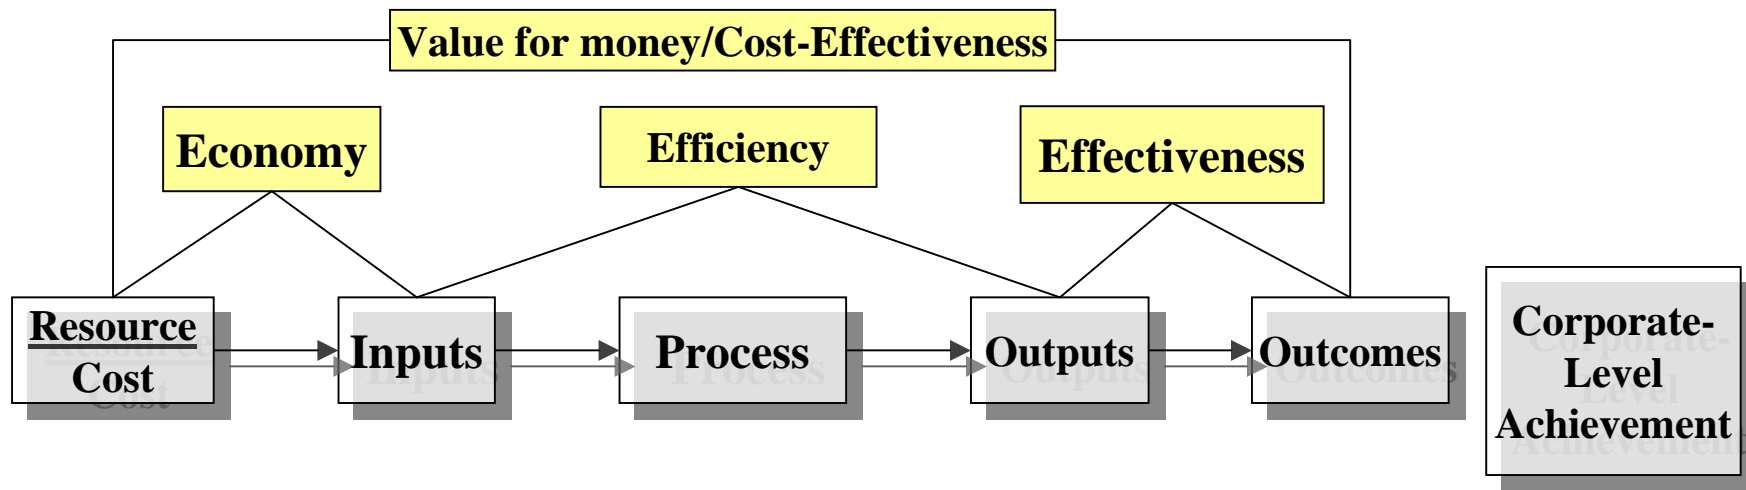 Value for money/Cost-Effectiveness
Economy
Efficiency
Effectiveness
Resource
Cost
Inputs
Process
Outputs
Outcomes
Corporate-
Level
Achievement